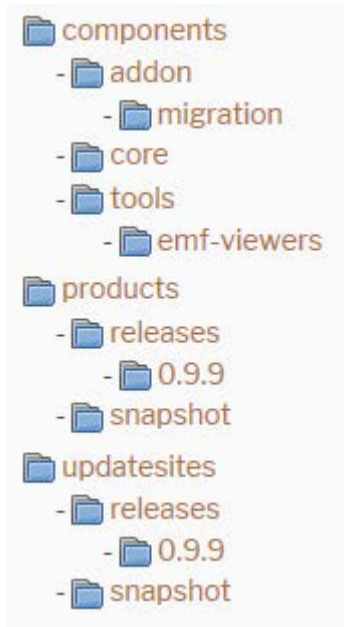 components
- addon
- migration
- core
- tools
- emf-viewers
products
- releases
- 0.9.9
- snapshot
updatesites
- releases
- 0.9.9
- snapshot